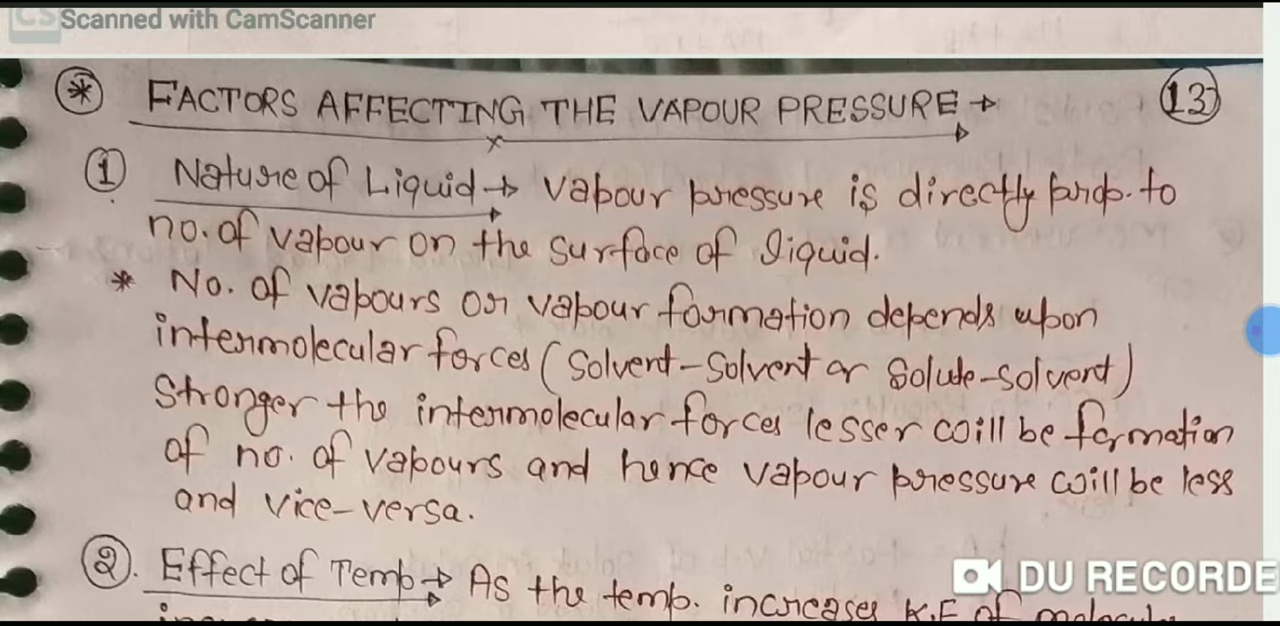 CS Scanned with CamScanner
* FACTORS AFFECTING THE VAPOUR PRESSURE → 13
1 Nature of Liquid → Vapour pressure is directly prop. to
no. of vapour on the surface of liquid.
* No. of vapours or vapour formation depends upon
intermolecular forces (Solvent-Solvent or Solute-solvent)
Stronger the intermolecular forces lesser will be formation
of no. of vapours and hence vapour pressure will be less
and vice-versa.
2. Effect of Temp → As the temp. increases K.E of
DU RECORDE